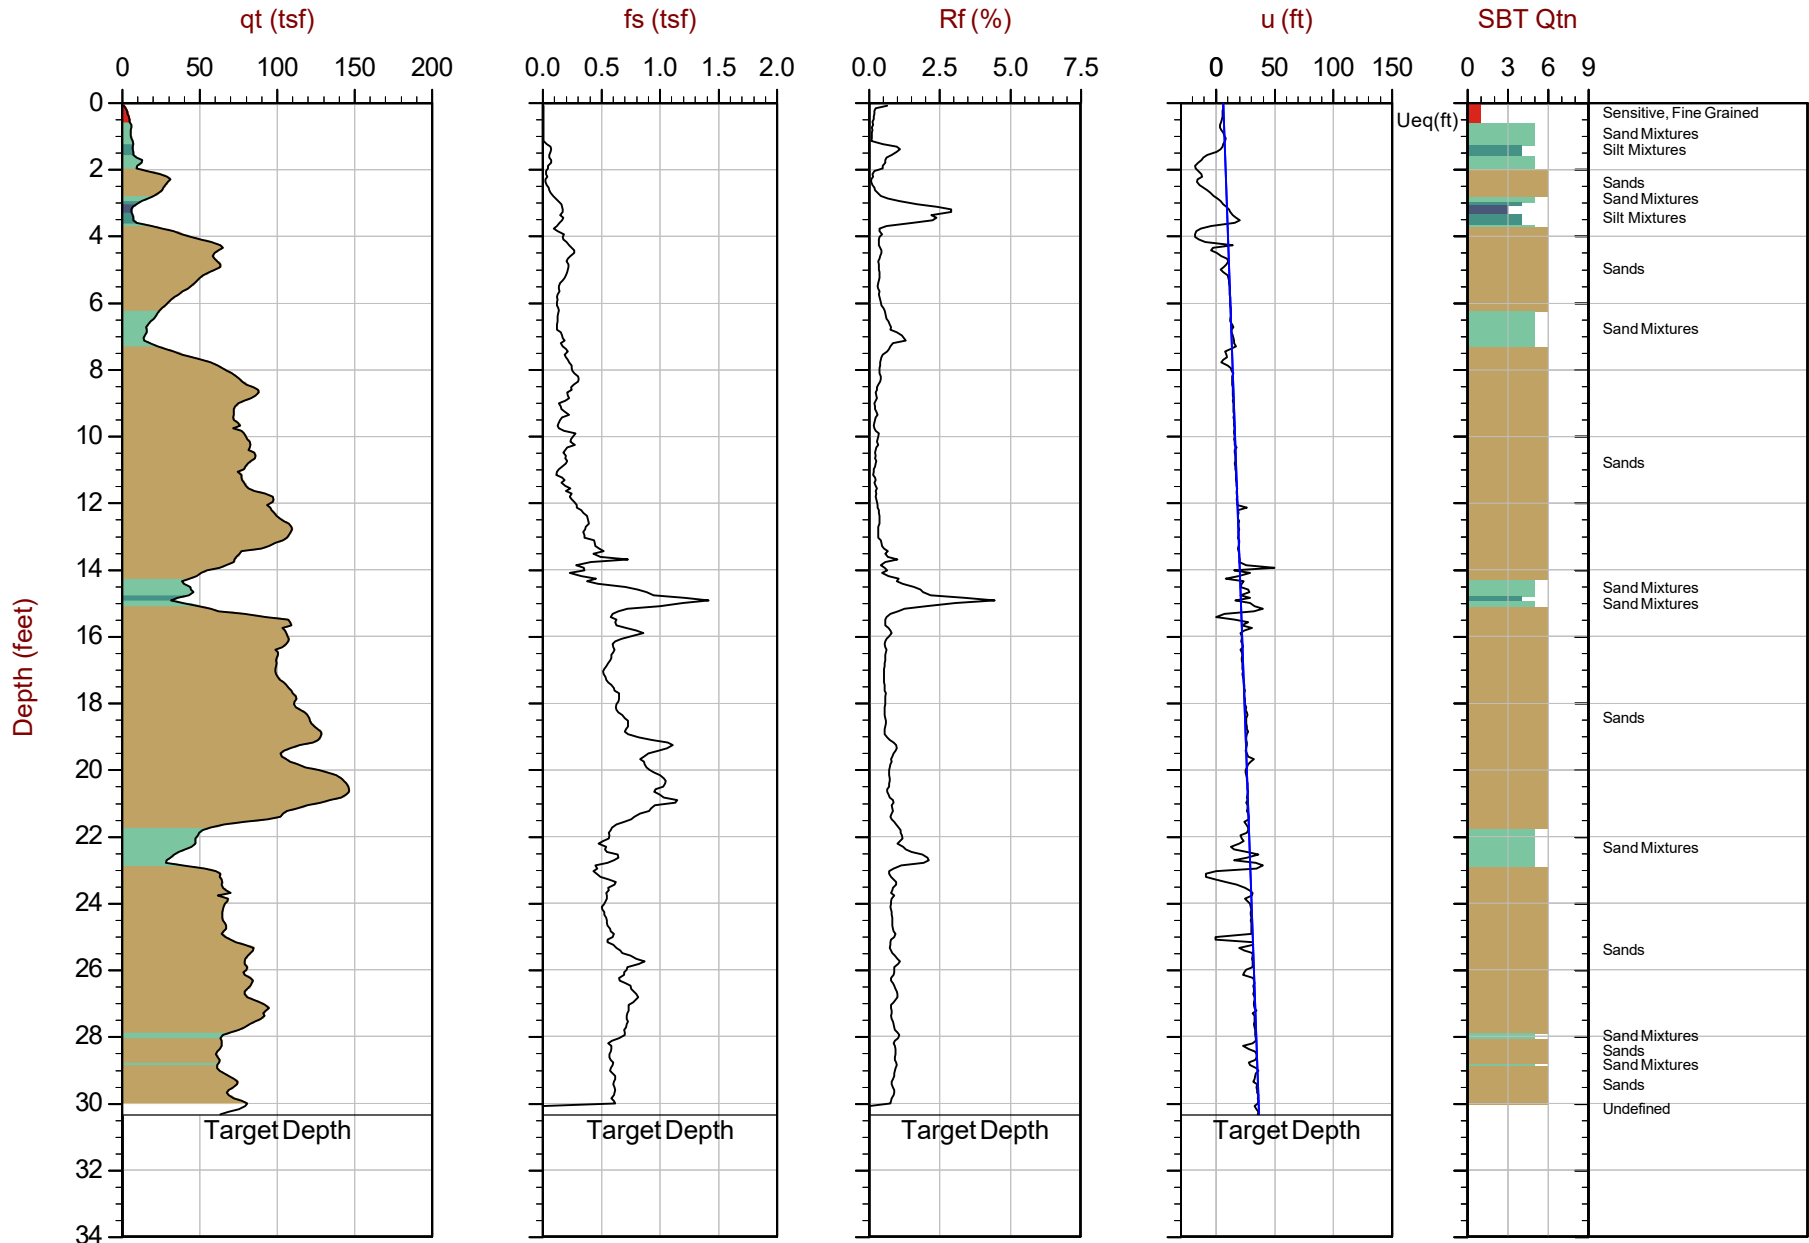 qt (tsf) fs (tsf) Rf (%) u (ft) SBT Qtn
0 50 100 150 200 0.0 0.5 1.0 1.5 2.0 0.0 2.5 5.0 7.5 0 50 100 150 0 3 6 9
0
Ueq(ft)
Sensitive, Fine Grained
Sand Mixtures
Silt Mixtures
2
Sands
Sand Mixtures
Silt Mixtures
4
Sands
6
Sand Mixtures
8
10
Sands
12
14
Sand Mixtures
Sand Mixtures
16
Depth (feet)
18
Sands
20
22
Sand Mixtures
24
Sands
26
28
Sand Mixtures
Sands
Sand Mixtures
Sands
30
Undefined
Target Depth Target Depth Target Depth Target Depth
32
34